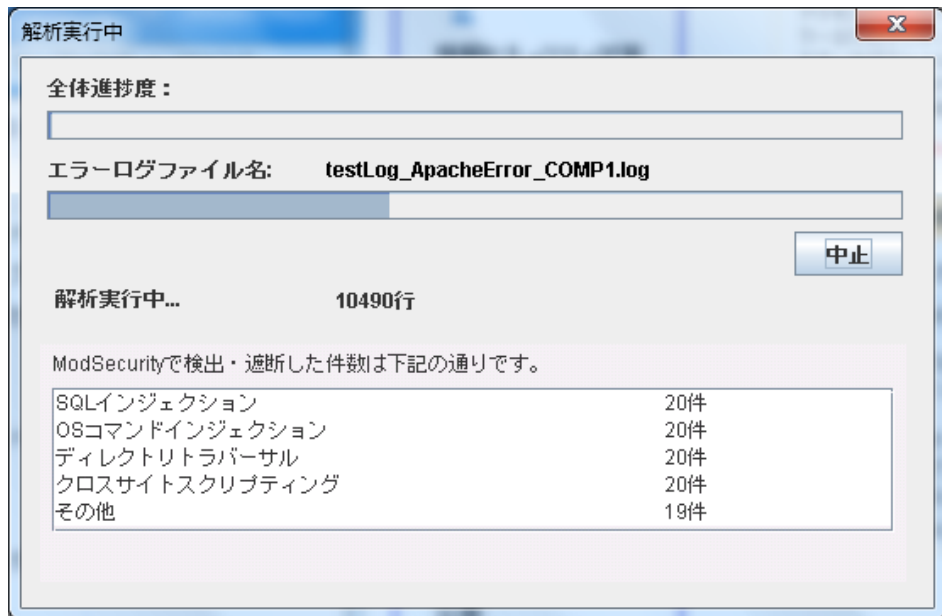 解析実行中
全体進捗度：
エラーログファイル名: testLog_ApacheError_COMP1.log
中止
解析実行中... 10490行
ModSecurityで検出・遮断した件数は下記の通りです。
SQLインジェクション 20件
OSコマンドインジェクション 20件
ディレクトリトラバーサル 20件
クロスサイトスクリプティング 20件
その他 19件